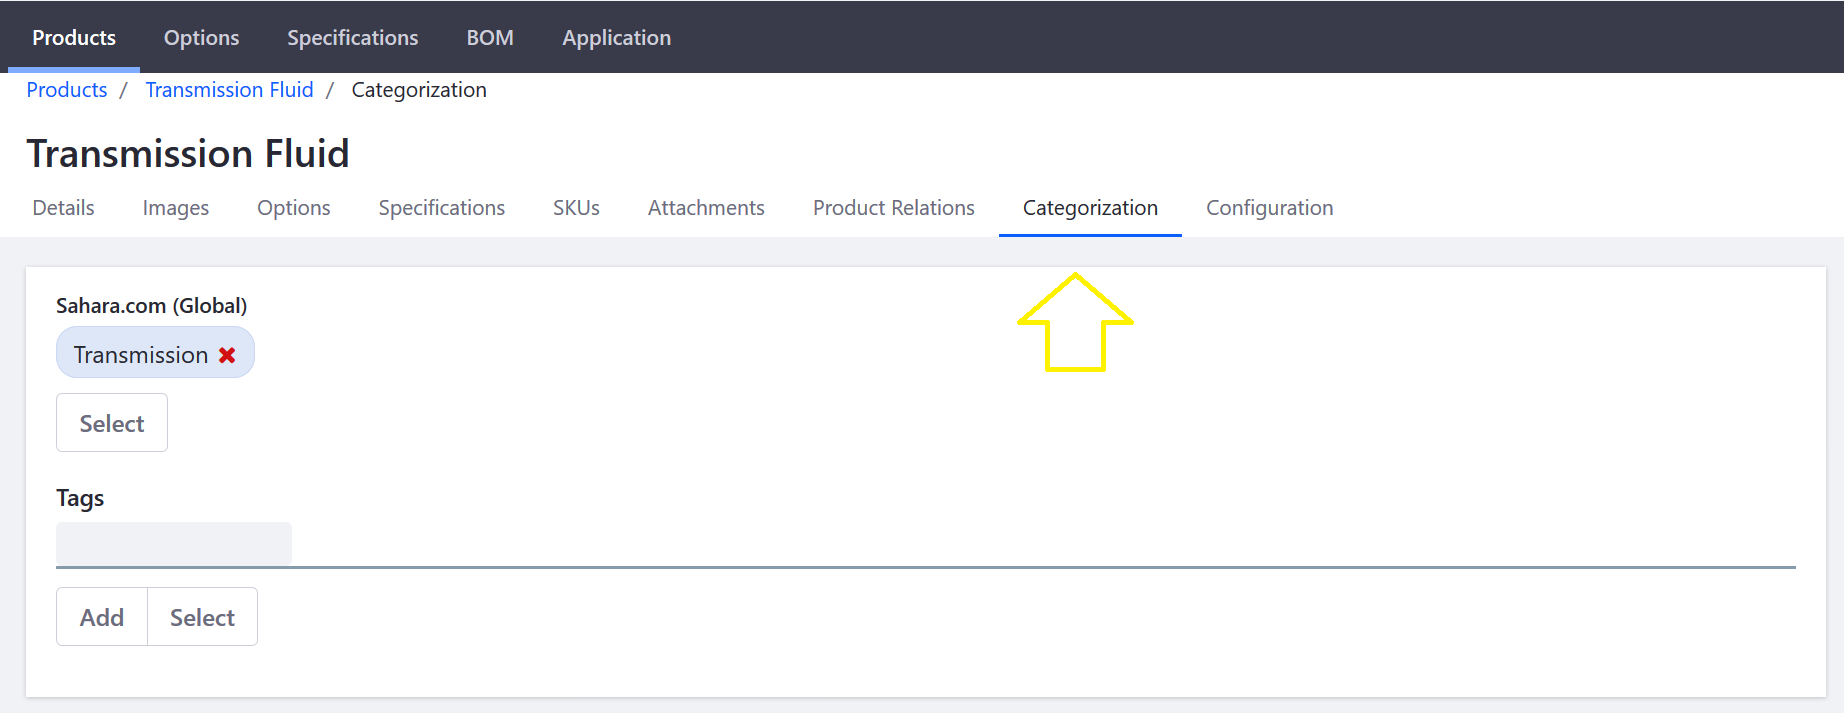 Products Options Specifications BOM Application
Products / Transmission Fluid / Categorization
Transmission Fluid
Details Images Options Specifications SKUs Attachments Product Relations Categorization Configuration
Sahara.com (Global)
Transmission ✖
Select
Tags
Add Select